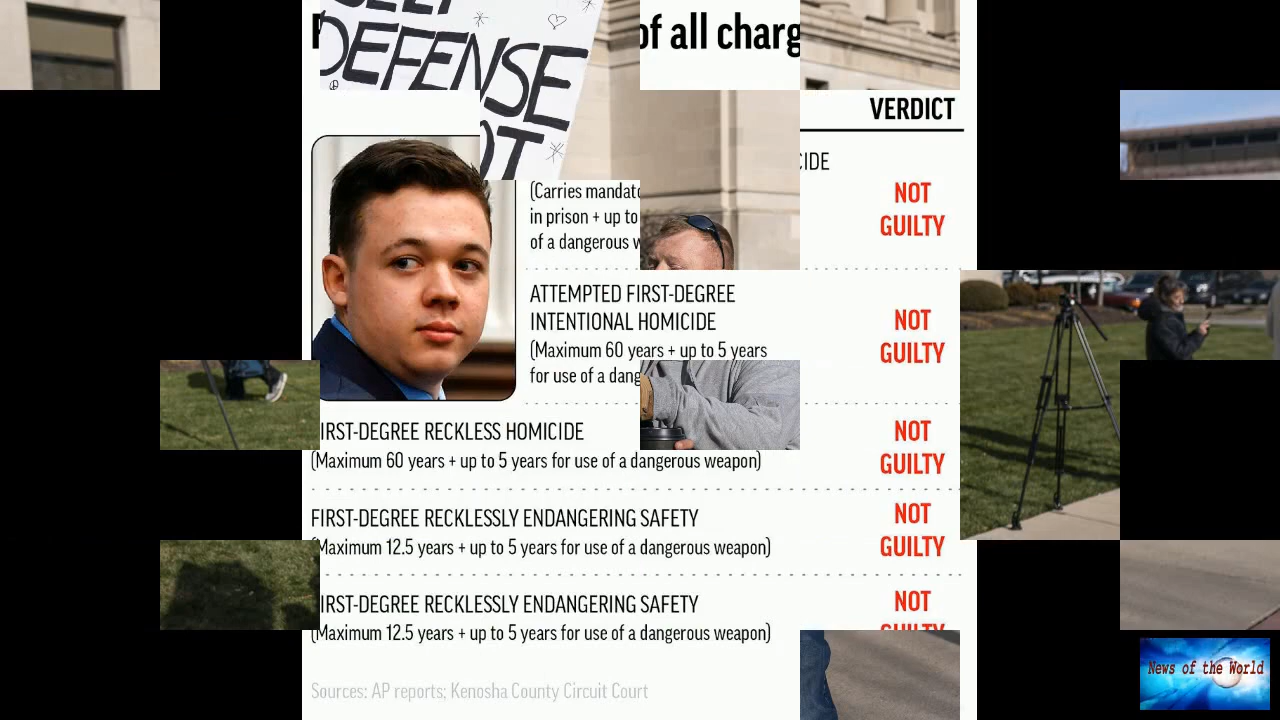 of all charg
DEFENSE
VERDICT
(Carries mandat
in prison + up to
of a dangerous
NOT
GUILTY
ATTEMPTED FIRST-DEGREE
INTENTIONAL HOMICIDE
(Maximum 60 years + up to 5 years
for use of a dang
NOT
GUILTY
IRST-DEGREE RECKLESS HOMICIDE
(Maximum 60 years + up to 5 years for use of a dangerous weapon)
NOT
GUILTY
FIRST-DEGREE RECKLESSLY ENDANGERING SAFETY
(Maximum 12.5 years + up to 5 years for use of a dangerous weapon)
NOT
GUILTY
IRST-DEGREE RECKLESSLY ENDANGERING SAFETY
(Maximum 12.5 years + up to 5 years for use of a dangerous weapon)
NOT
GUILTY
Sources: AP reports; Kenosha County Circuit Court
News of the World